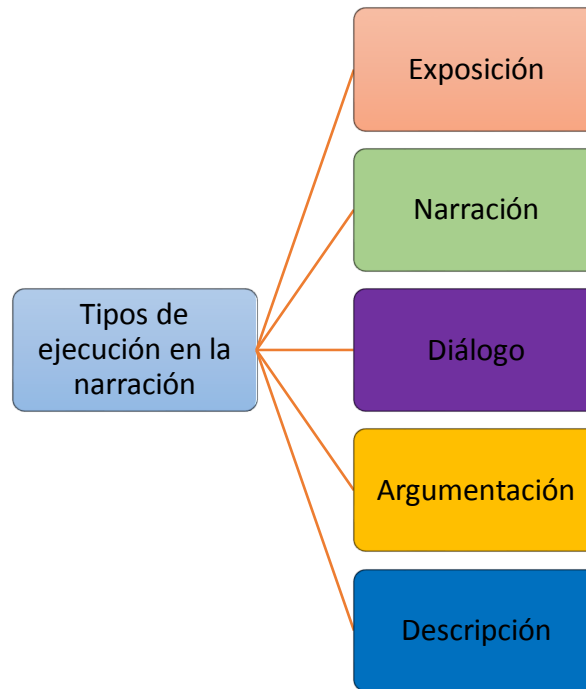 Exposición
Narración
Tipos de
ejecución en la
narración
Diálogo
Argumentación
Descripción